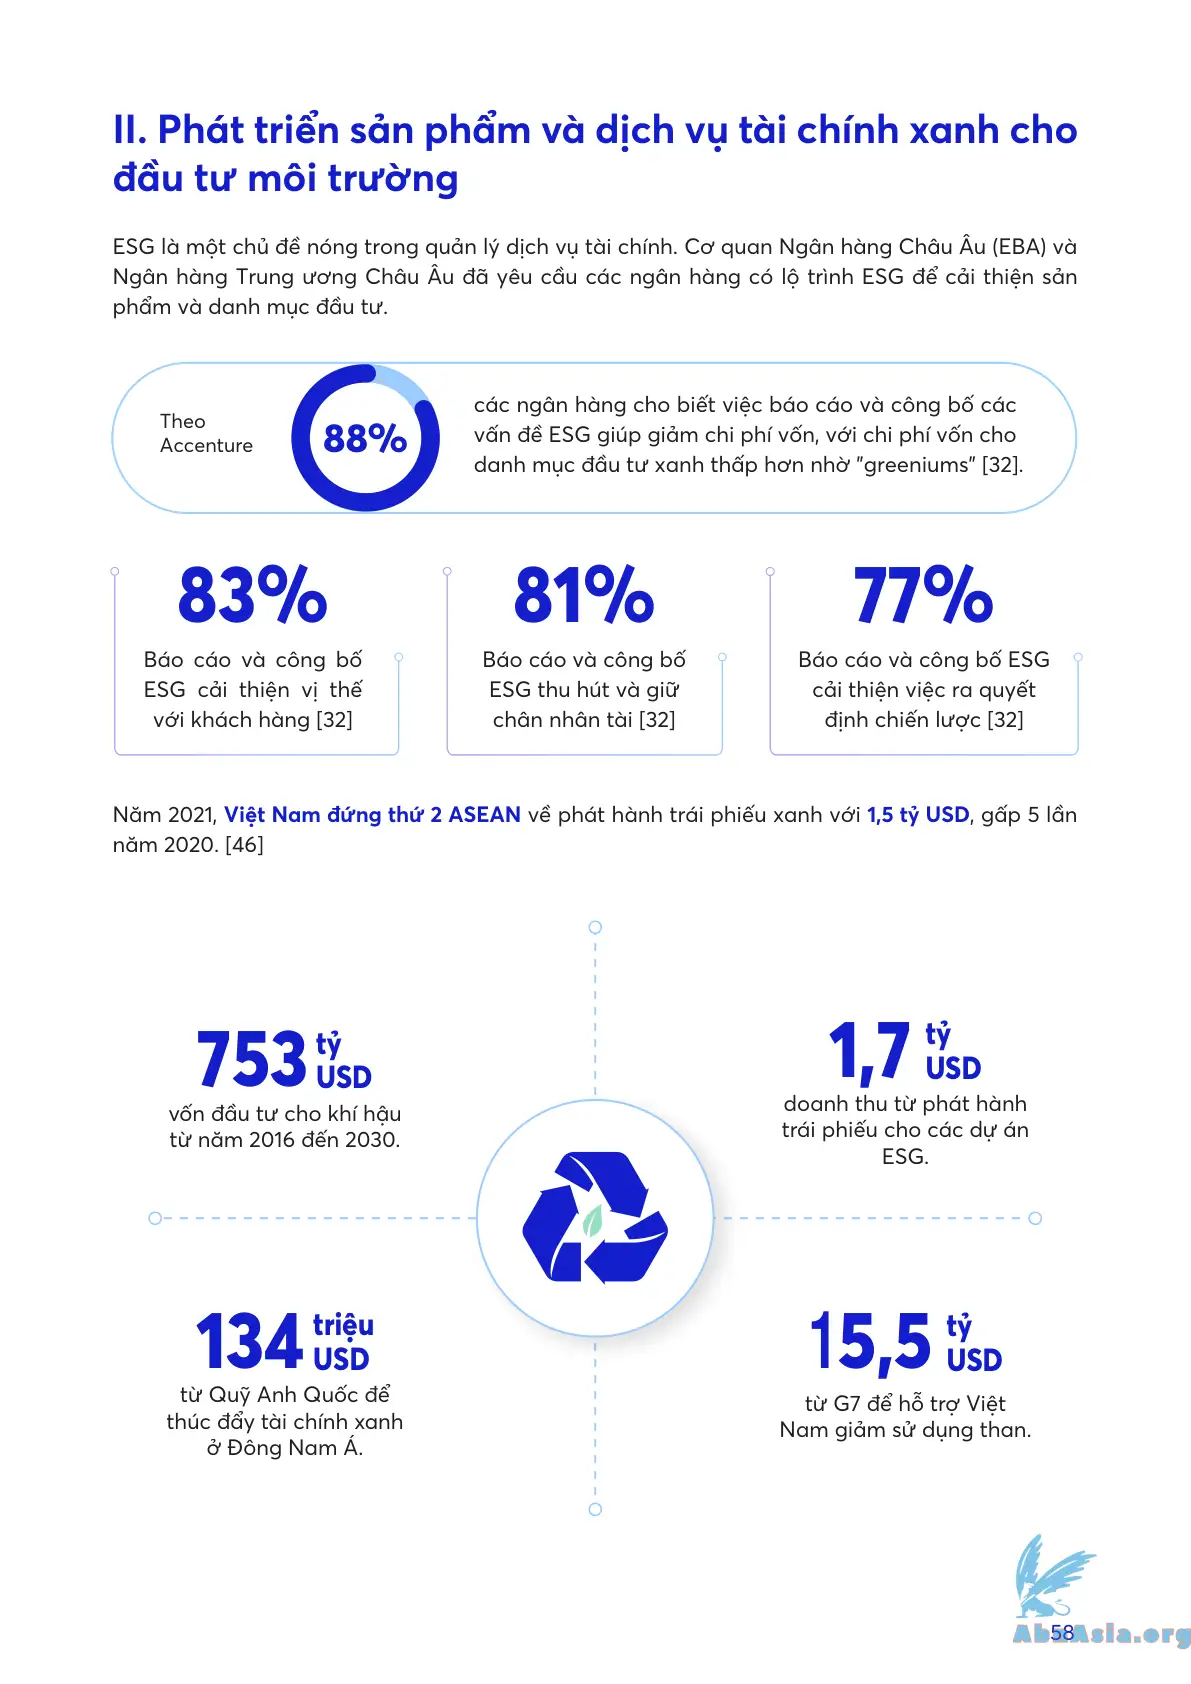 II. Phát triển sản phẩm và dịch vụ tài chính xanh cho
đầu tư môi trường
ESG là một chủ đề nóng trong quản lý dịch vụ tài chính. Cơ quan Ngân hàng Châu Âu (EBA) và
Ngân hàng Trung ương Châu Âu đã yêu cầu các ngân hàng có lộ trình ESG để cải thiện sản
phẩm và danh mục đầu tư.
Theo
Accenture
88%
các ngân hàng cho biết việc báo cáo và công bố các
vấn đề ESG giúp giảm chi phí vốn, với chi phí vốn cho
danh mục đầu tư xanh thấp hơn nhờ "greeniums" [32].
83%
Báo cáo và công bố
ESG cải thiện vị thế
với khách hàng [32]
81%
Báo cáo và công bố
ESG thu hút và giữ
chân nhân tài [32]
77%
Báo cáo và công bố ESG
cải thiện việc ra quyết
định chiến lược [32]
Năm 2021, Việt Nam đứng thứ 2 ASEAN về phát hành trái phiếu xanh với 1,5 tỷ USD, gấp 5 lần
năm 2020. [46]
753 tỷ USD
vốn đầu tư cho khí hậu
từ năm 2016 đến 2030.
1,7 tỷ USD
doanh thu từ phát hành
trái phiếu cho các dự án
ESG.
134 triệu USD
từ Quỹ Anh Quốc để
thúc đẩy tài chính xanh
ở Đông Nam Á.
15,5 tỷ USD
từ G7 để hỗ trợ Việt
Nam giảm sử dụng than.
58